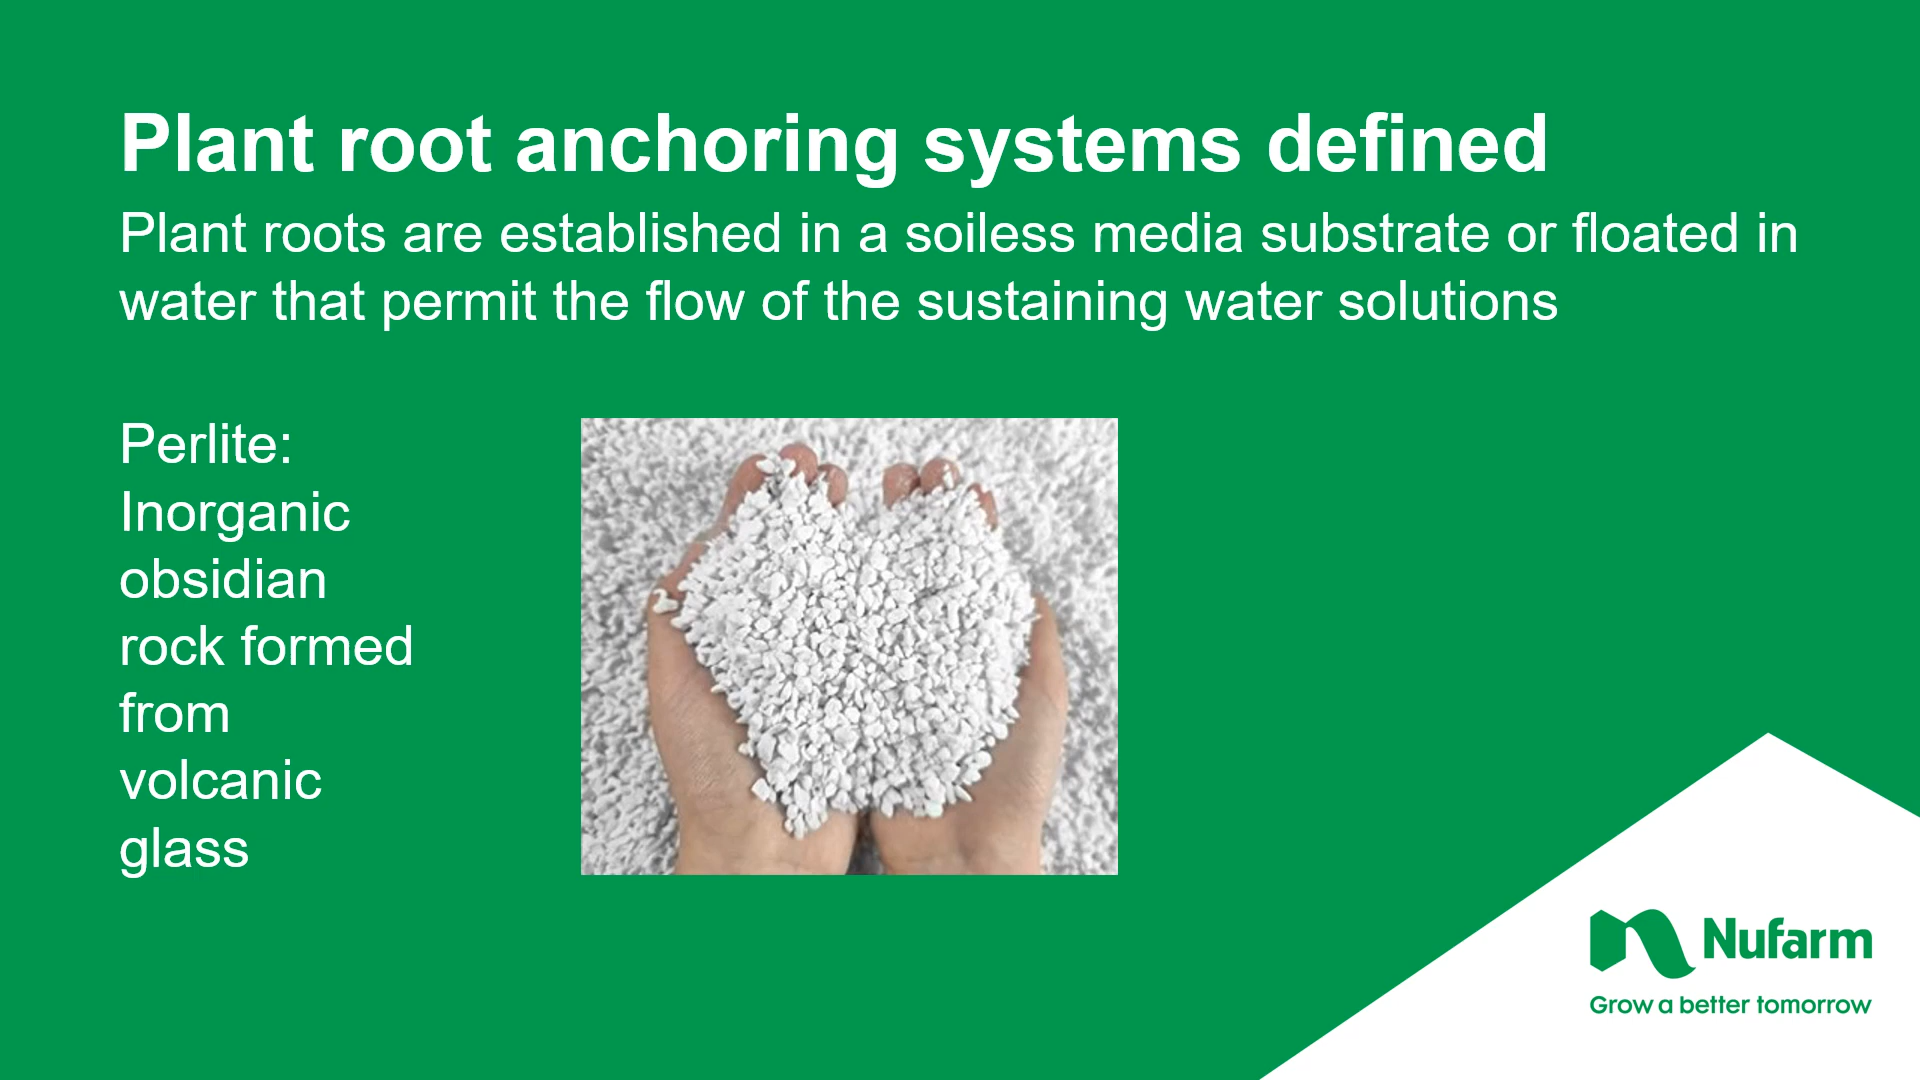 Plant root anchoring systems defined
Plant roots are established in a soiless media substrate or floated in
water that permit the flow of the sustaining water solutions
Perlite:
Inorganic
obsidian
rock formed
from
volcanic
glass
Nufarm
Grow a better tomorrow